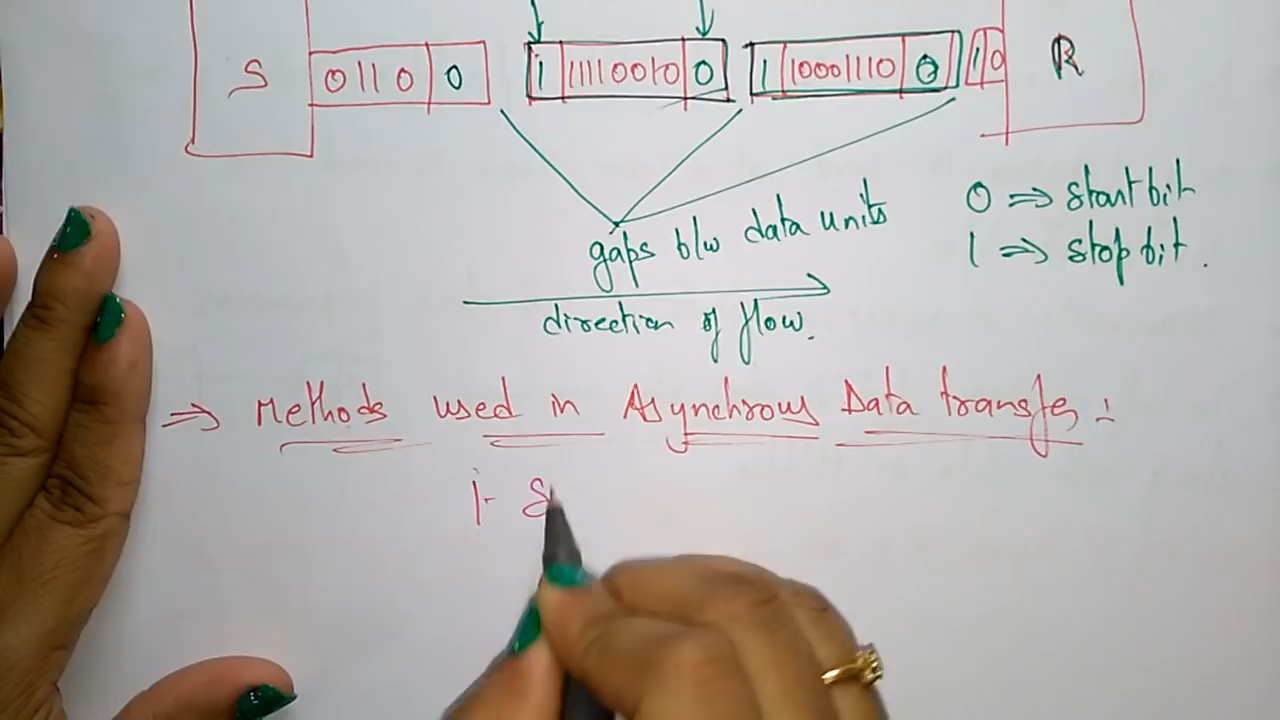 S 0110 0 1 11110010 0 1 10001110 0 1 0 R
gaps b/w data units
0 ⇒ start bit
1 ⇒ stop bit.
direction of flow.
⇒ Methods used in Asynchrous Data transfer :
1. S